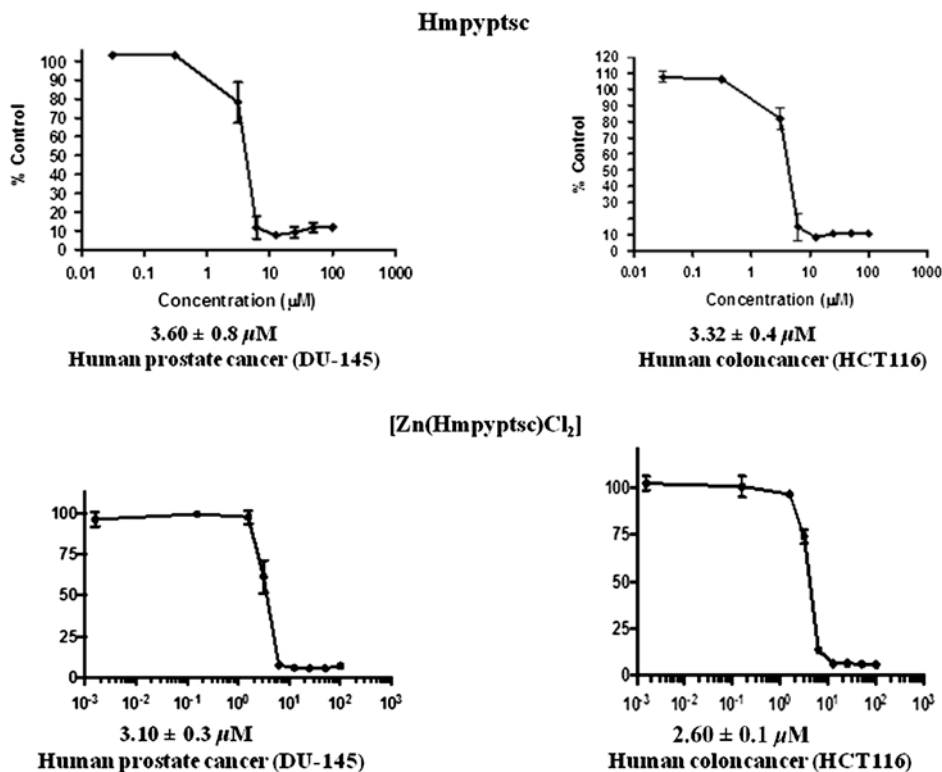 Hmpyptsc
100
90
80
70
60
50
40
30
20
10
0
% Control
0.01 0.1 1 10 100 1000
Concentration (μM)
3.60 ± 0.8 μM
Human prostate cancer (DU-145)
120
110
100
90
80
70
60
50
40
30
20
10
0
% Control
0.01 0.1 1 10 100 1000
Concentration (μM)
3.32 ± 0.4 μM
Human coloncancer (HCT116)
[Zn(Hmpyptsc)Cl₂]
100
75
50
25
0
10⁻³ 10⁻² 10⁻¹ 10⁰ 10¹ 10² 10³
3.10 ± 0.3 μM
Human prostate cancer (DU-145)
100
75
50
25
0
10⁻³ 10⁻² 10⁻¹ 10⁰ 10¹ 10² 10³
2.60 ± 0.1 μM
Human coloncancer (HCT116)